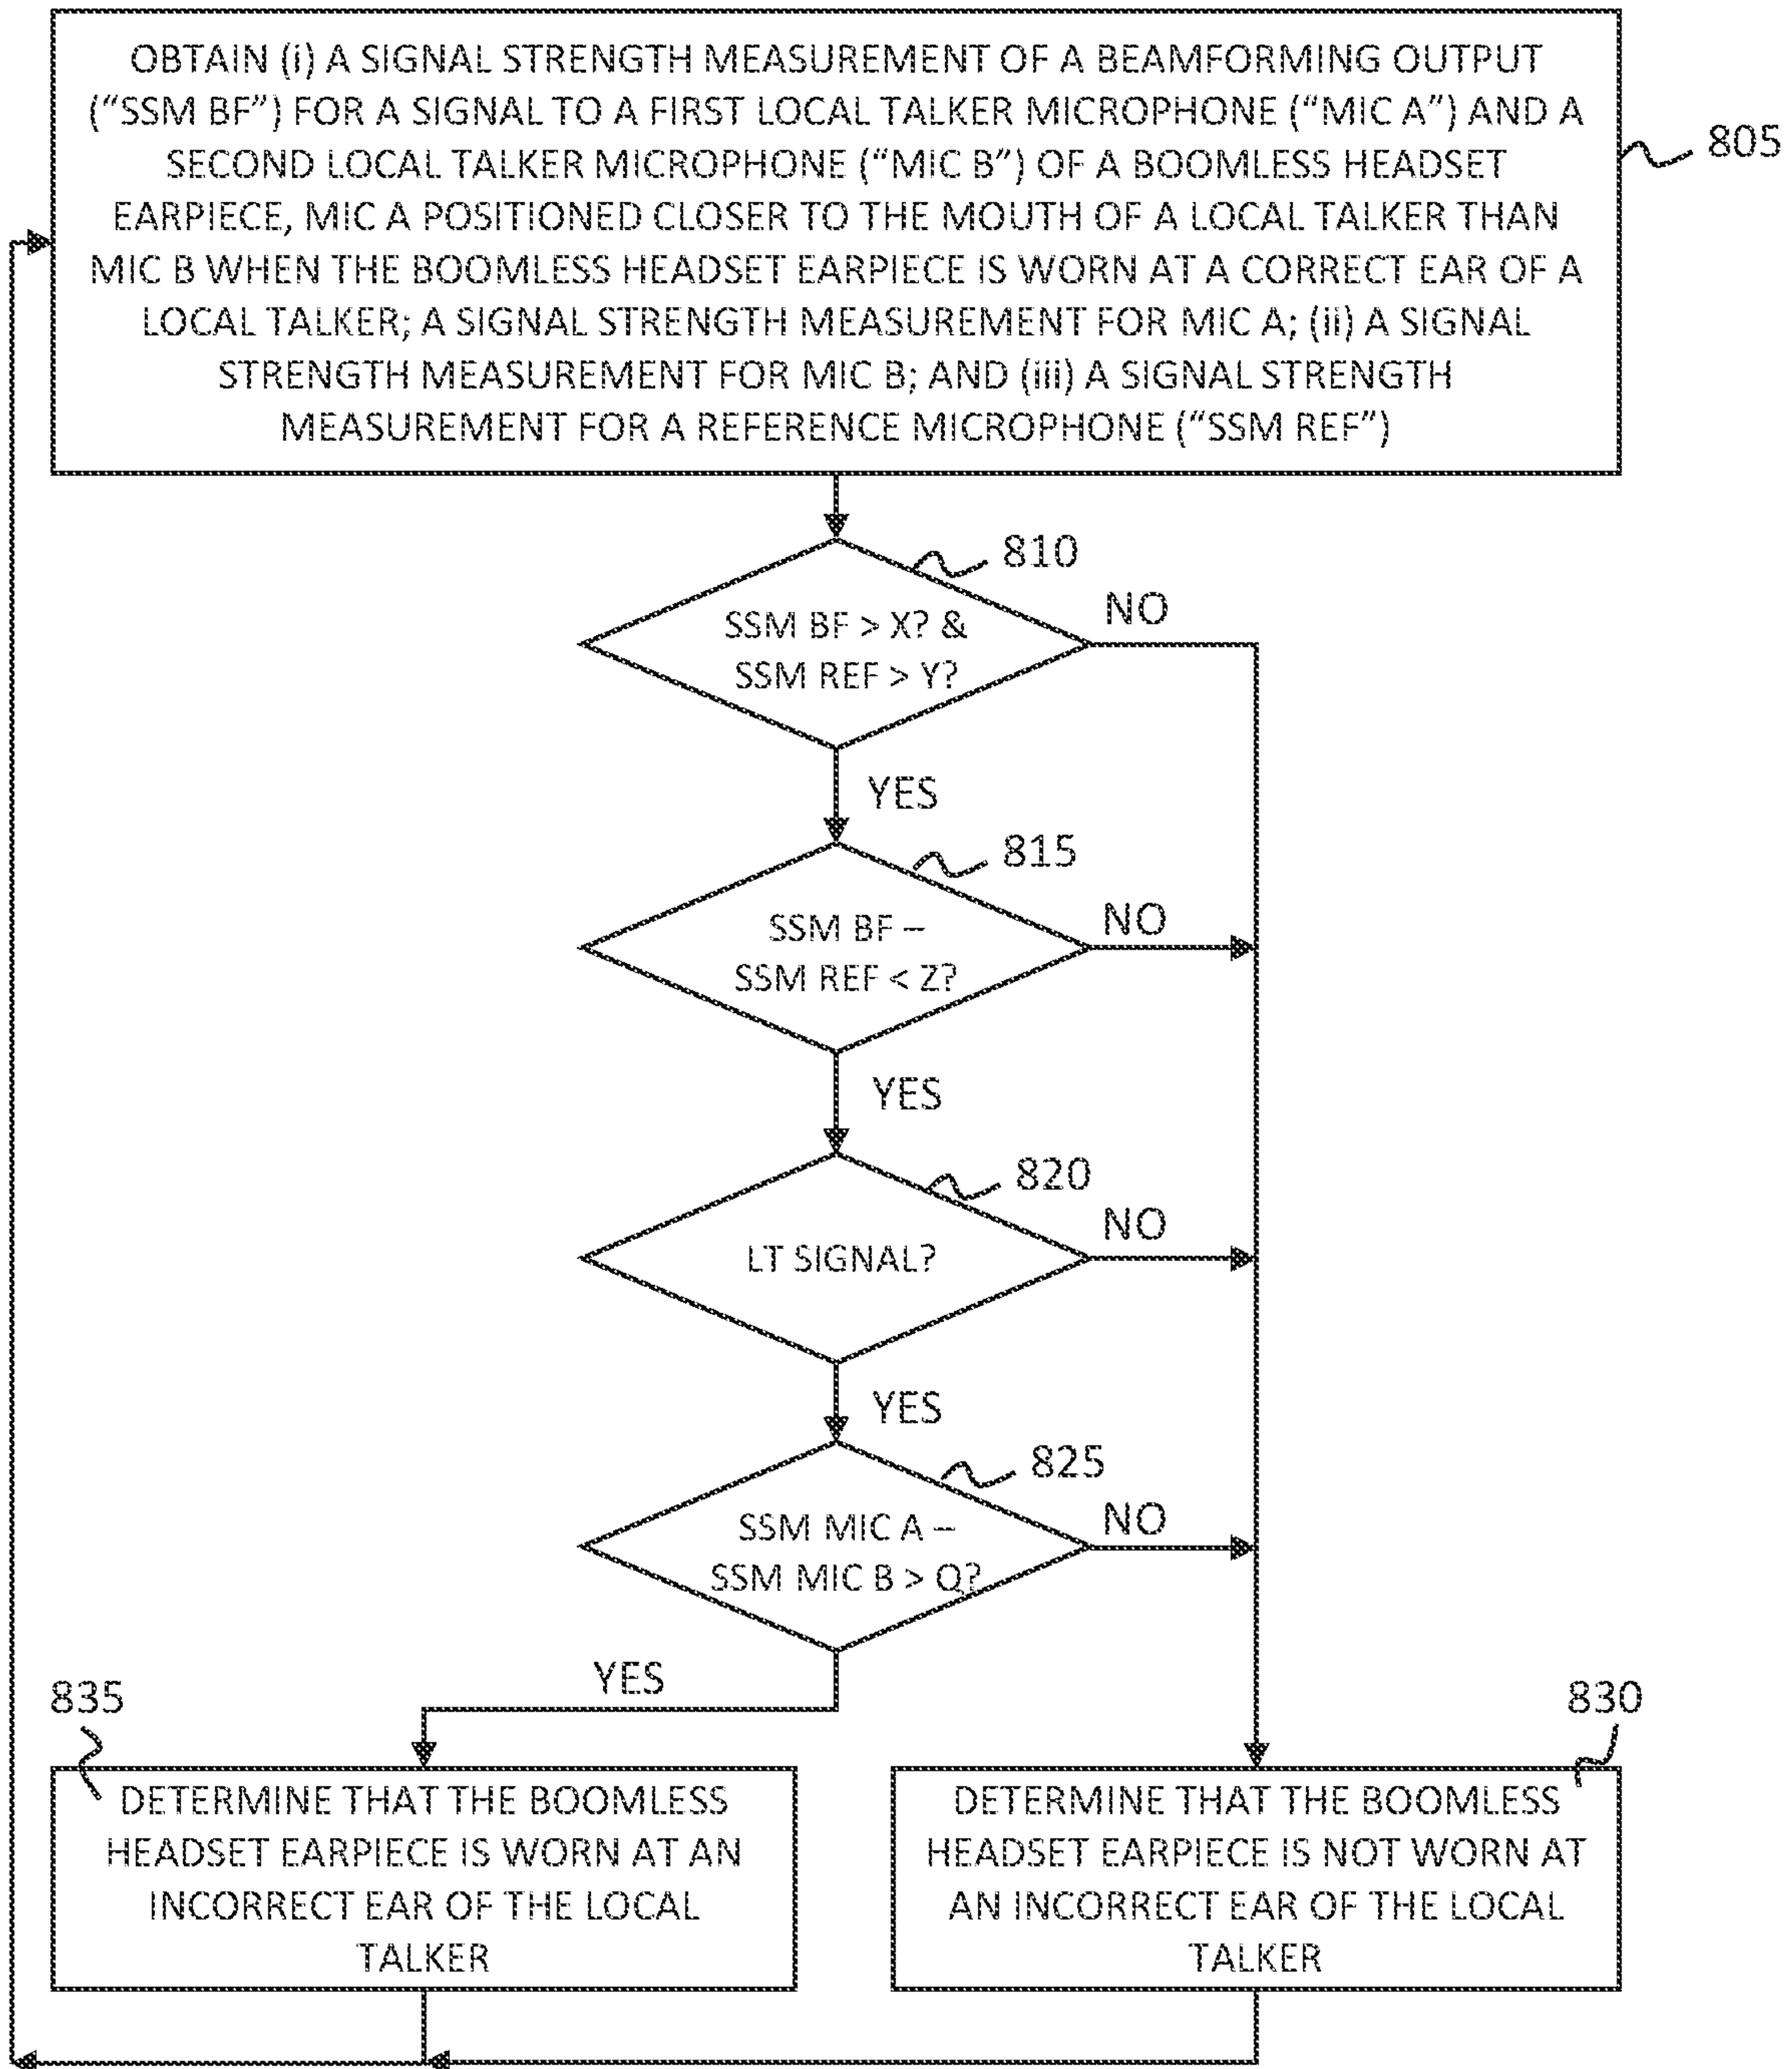 OBTAIN (i) A SIGNAL STRENGTH MEASUREMENT OF A BEAMFORMING OUTPUT
(“SSM BF”) FOR A SIGNAL TO A FIRST LOCAL TALKER MICROPHONE (“MIC A”) AND A
SECOND LOCAL TALKER MICROPHONE (“MIC B”) OF A BOOMLESS HEADSET
EARPIECE, MIC A POSITIONED CLOSER TO THE MOUTH OF A LOCAL TALKER THAN
MIC B WHEN THE BOOMLESS HEADSET EARPIECE IS WORN AT A CORRECT EAR OF A
LOCAL TALKER; A SIGNAL STRENGTH MEASUREMENT FOR MIC A; (ii) A SIGNAL
STRENGTH MEASUREMENT FOR MIC B; AND (iii) A SIGNAL STRENGTH
MEASUREMENT FOR A REFERENCE MICROPHONE (“SSM REF”)
805
810
SSM BF > X? &
SSM REF > Y?
NO
YES
815
SSM BF –
SSM REF < Z?
NO
YES
820
LT SIGNAL?
NO
YES
825
SSM MIC A –
SSM MIC B > Q?
NO
YES
835
DETERMINE THAT THE BOOMLESS
HEADSET EARPIECE IS WORN AT AN
INCORRECT EAR OF THE LOCAL
TALKER
830
DETERMINE THAT THE BOOMLESS
HEADSET EARPIECE IS NOT WORN AT
AN INCORRECT EAR OF THE LOCAL
TALKER